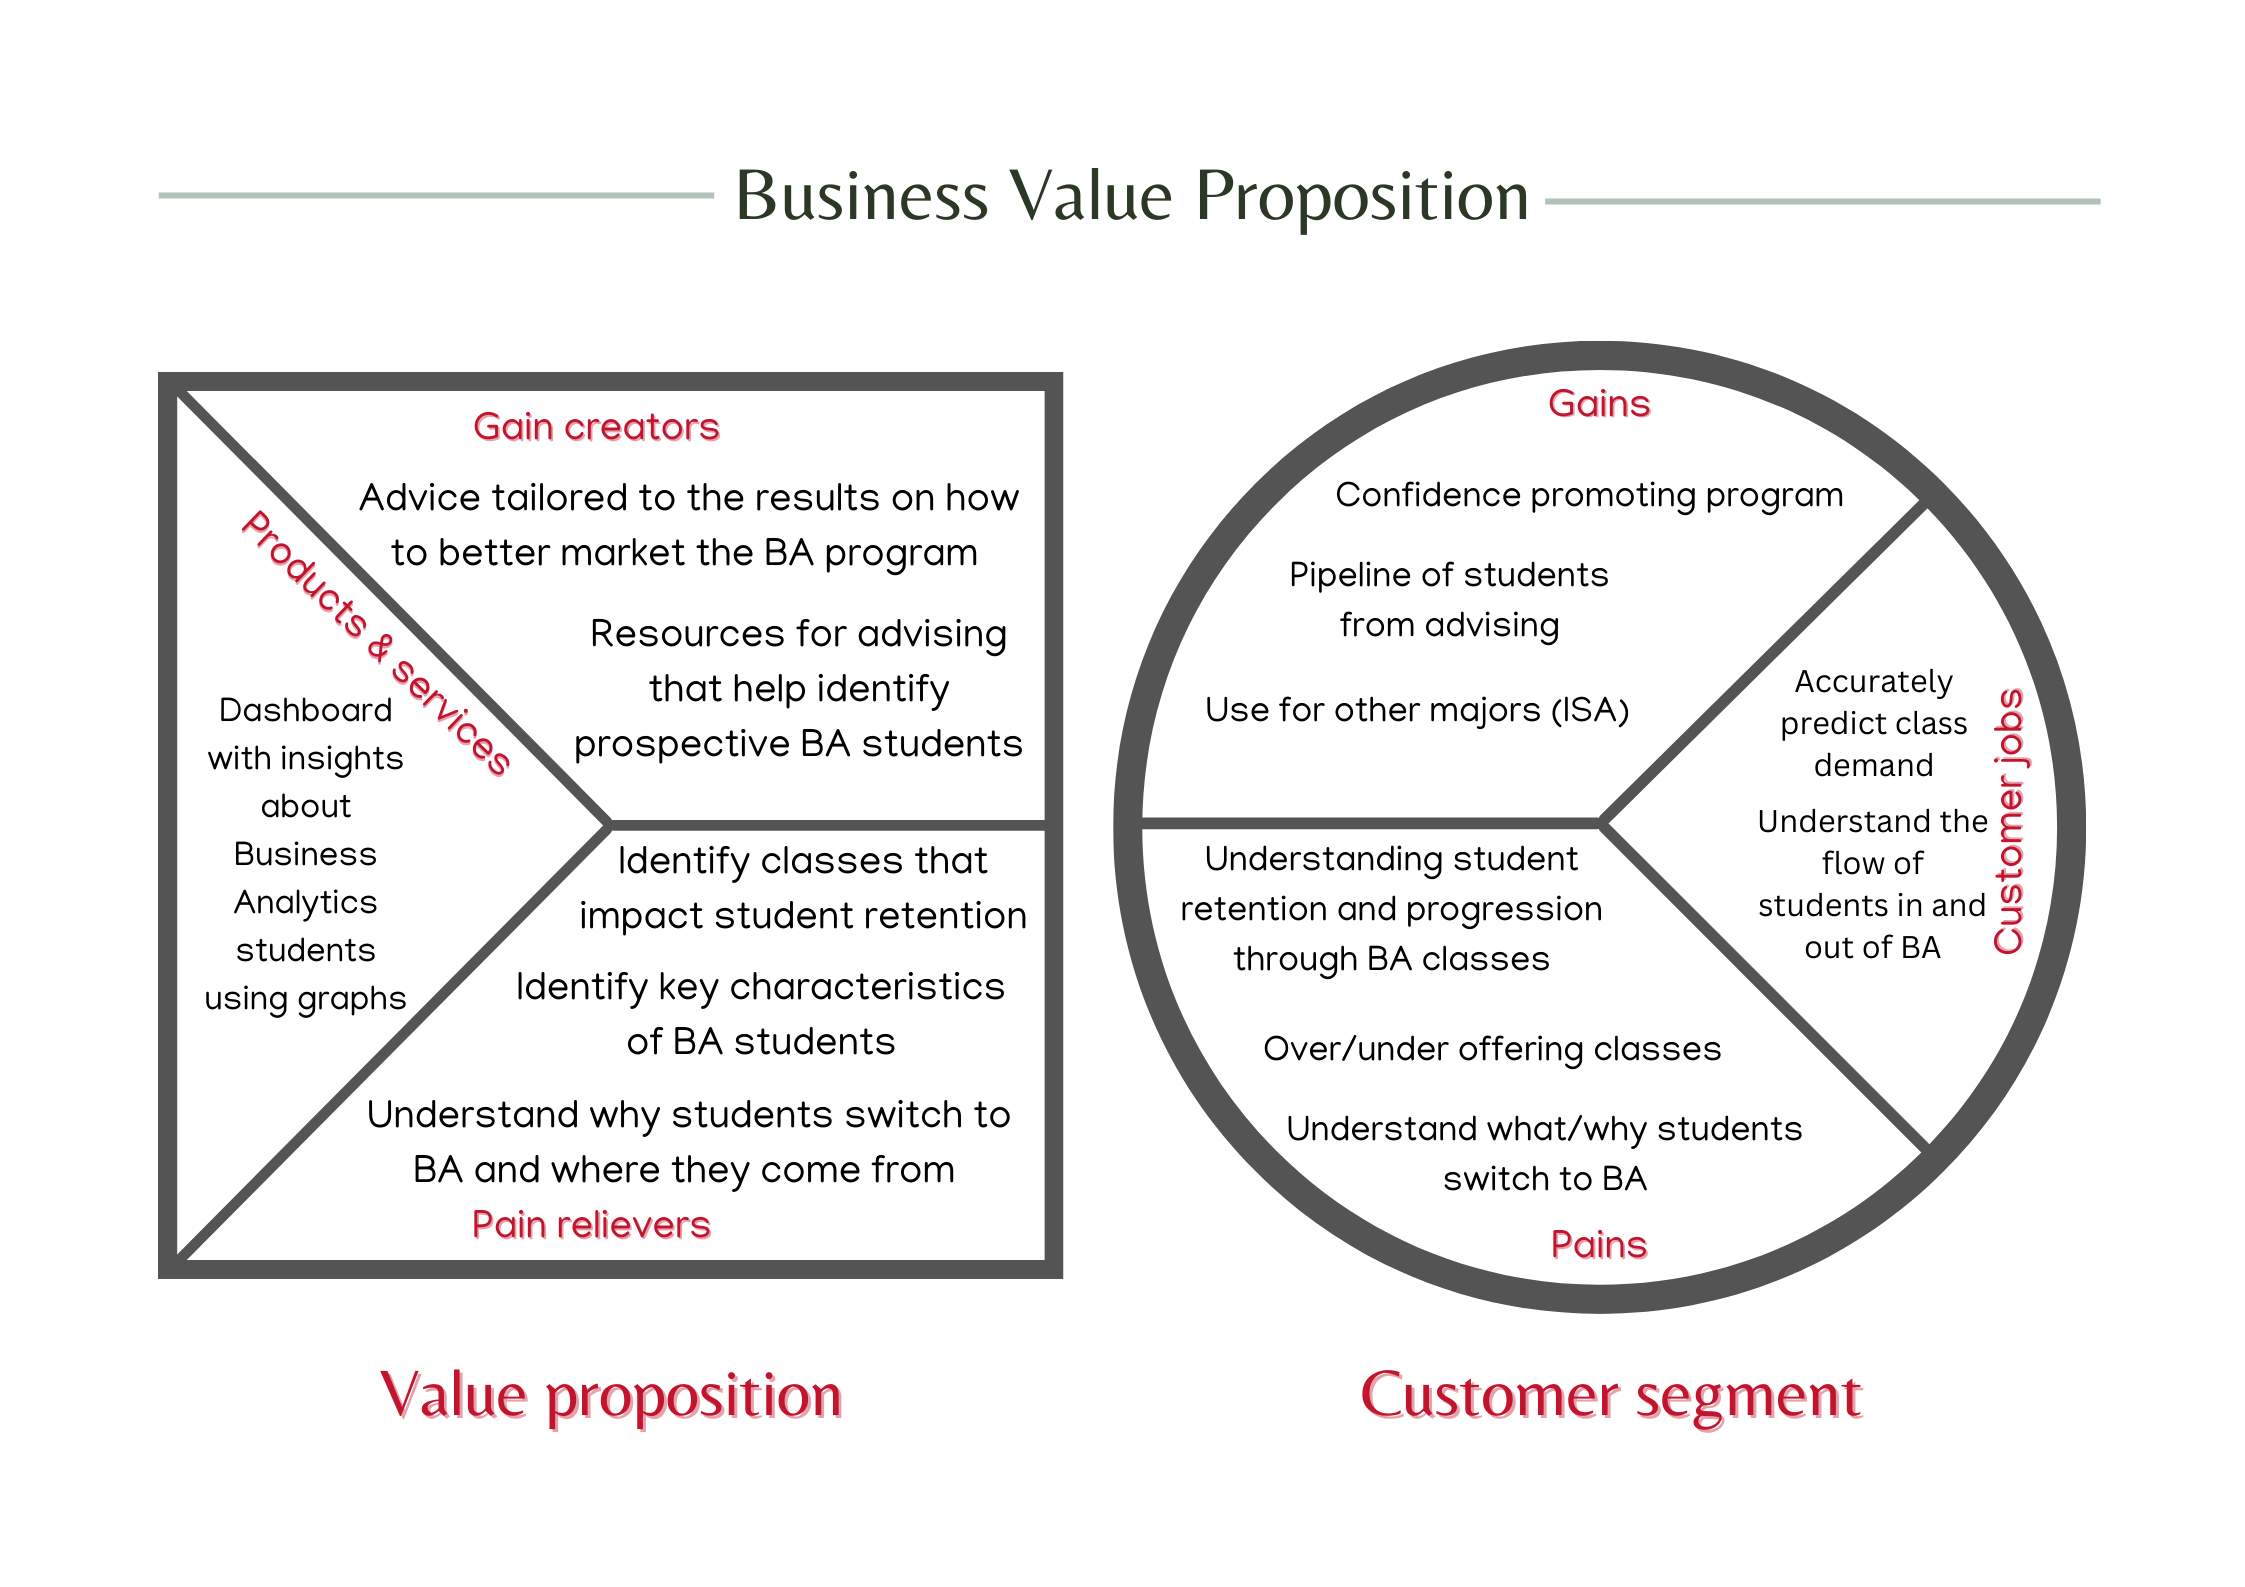 Business Value Proposition
Gain creators
Advice tailored to the results on how
to better market the BA program
Resources for advising
that help identify
prospective BA students
Products & services
Dashboard
with insights
about
Business
Analytics
students
using graphs
Identify classes that
impact student retention
Identify key characteristics
of BA students
Understand why students switch to
BA and where they come from
Pain relievers
Value proposition
Gains
Confidence promoting program
Pipeline of students
from advising
Use for other majors (ISA)
Accurately
predict class
demand
Understand the
flow of
students in and
out of BA
Customer jobs
Understanding student
retention and progression
through BA classes
Over/under offering classes
Understand what/why students
switch to BA
Pains
Customer segment